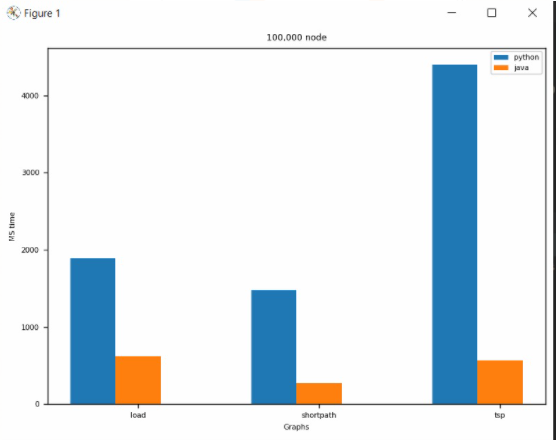 Figure 1
100,000 node
python
java
4000
3000
2000
1000
0
MS time
load
shortpath
tsp
Graphs